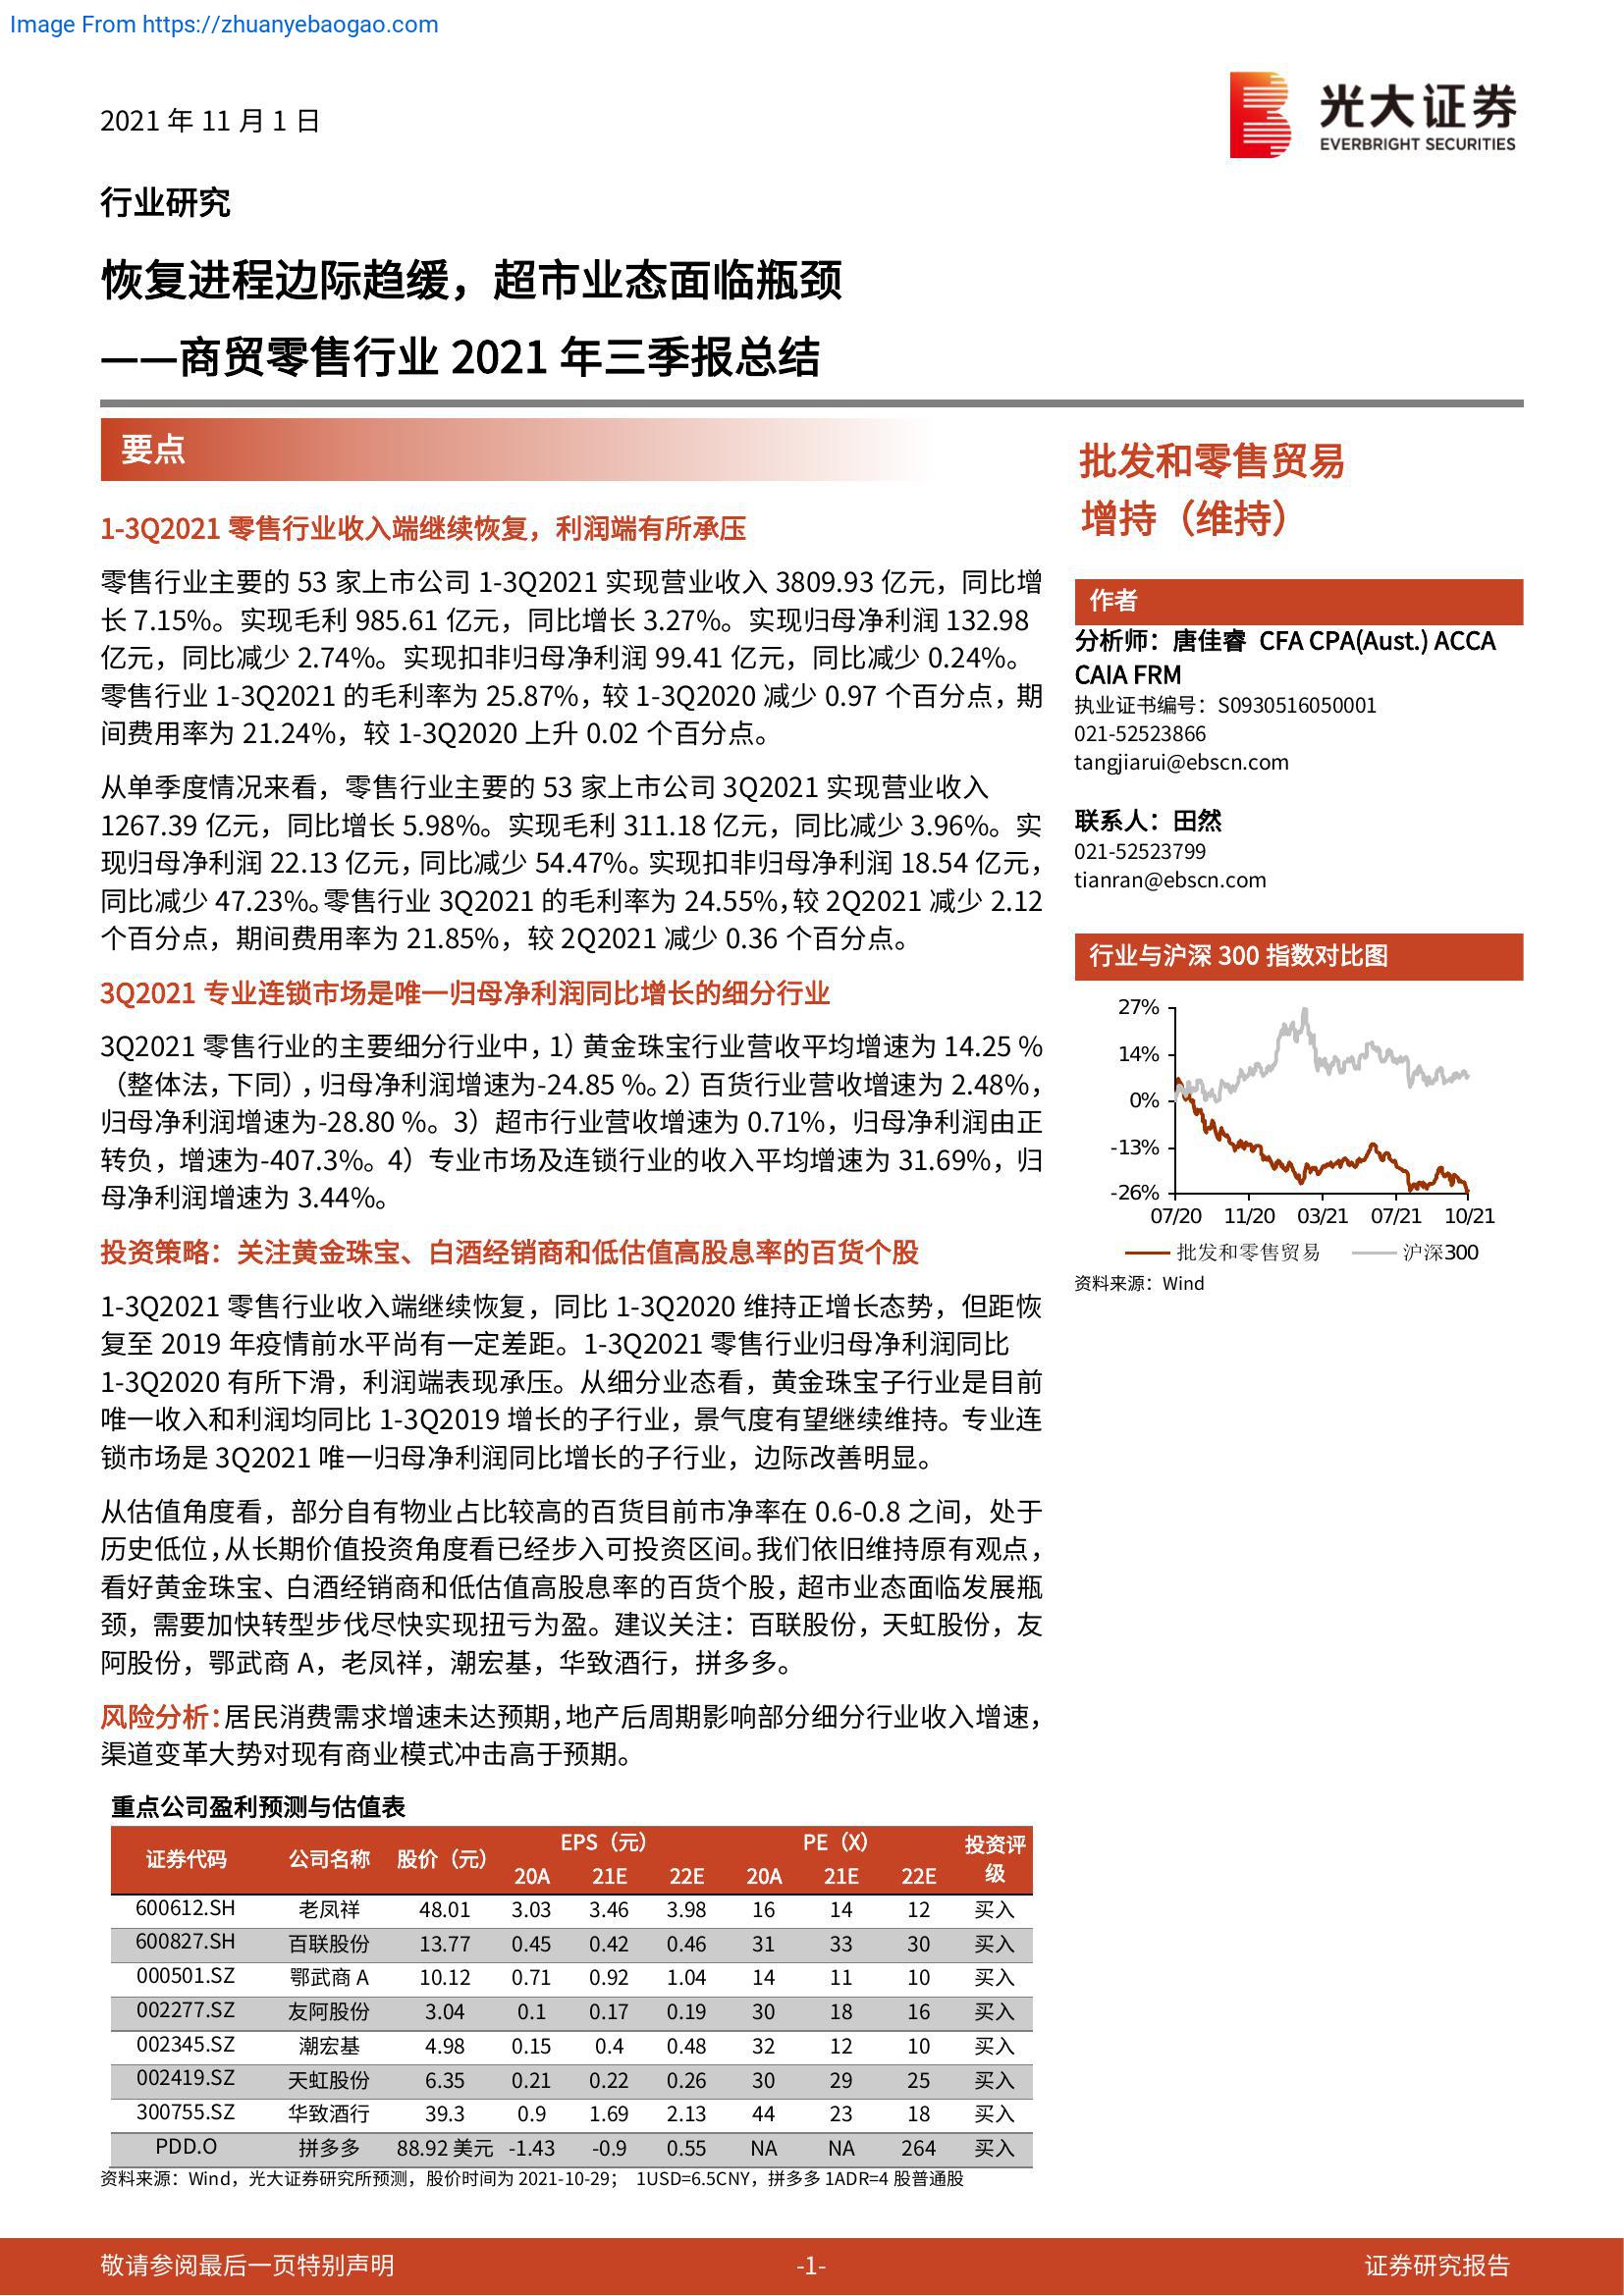 Image From https://zhuanyebaogao.com
2021 年 11 月 1 日
光大证券
EVERBRIGHT SECURITIES
行业研究
恢复进程边际趋缓，超市业态面临瓶颈
——商贸零售行业 2021 年三季报总结
要点
1-3Q2021 零售行业收入端继续恢复，利润端有所承压
零售行业主要的 53 家上市公司 1-3Q2021 实现营业收入 3809.93 亿元，同比增
长 7.15%。实现毛利 985.61 亿元，同比增长 3.27%。实现归母净利润 132.98
亿元，同比减少 2.74%。实现扣非归母净利润 99.41 亿元，同比减少 0.24%。
零售行业 1-3Q2021 的毛利率为 25.87%，较 1-3Q2020 减少 0.97 个百分点，期
间费用率为 21.24%，较 1-3Q2020 上升 0.02 个百分点。
从单季度情况来看，零售行业主要的 53 家上市公司 3Q2021 实现营业收入
1267.39 亿元，同比增长 5.98%。实现毛利 311.18 亿元，同比减少 3.96%。实
现归母净利润 22.13 亿元，同比减少 54.47%。实现扣非归母净利润 18.54 亿元，
同比减少 47.23%。零售行业 3Q2021 的毛利率为 24.55%，较 2Q2021 减少 2.12
个百分点，期间费用率为 21.85%，较 2Q2021 减少 0.36 个百分点。
3Q2021 专业连锁市场是唯一归母净利润同比增长的细分行业
3Q2021 零售行业的主要细分行业中，1）黄金珠宝行业营收平均增速为 14.25 %
（整体法，下同），归母净利润增速为-24.85 %。2）百货行业营收增速为 2.48%，
归母净利润增速为-28.80 %。3）超市行业营收增速为 0.71%，归母净利润由正
转负，增速为-407.3%。4）专业市场及连锁行业的收入平均增速为 31.69%，归
母净利润增速为 3.44%。
投资策略：关注黄金珠宝、白酒经销商和低估值高股息率的百货个股
1-3Q2021 零售行业收入端继续恢复，同比 1-3Q2020 维持正增长态势，但距恢
复至 2019 年疫情前水平尚有一定差距。1-3Q2021 零售行业归母净利润同比
1-3Q2020 有所下滑，利润端表现承压。从细分业态看，黄金珠宝子行业是目前
唯一收入和利润均同比 1-3Q2019 增长的子行业，景气度有望继续维持。专业连
锁市场是 3Q2021 唯一归母净利润同比增长的子行业，边际改善明显。
从估值角度看，部分自有物业占比较高的百货目前市净率在 0.6-0.8 之间，处于
历史低位，从长期价值投资角度看已经步入可投资区间。我们依旧维持原有观点，
看好黄金珠宝、白酒经销商和低估值高股息率的百货个股，超市业态面临发展瓶
颈，需要加快转型步伐尽快实现扭亏为盈。建议关注：百联股份，天虹股份，友
阿股份，鄂武商 A，老凤祥，潮宏基，华致酒行，拼多多。
风险分析：居民消费需求增速未达预期，地产后周期影响部分细分行业收入增速，
渠道变革大势对现有商业模式冲击高于预期。
重点公司盈利预测与估值表
证券代码 公司名称 股价（元） EPS（元） PE（X） 投资评级
20A 21E 22E 20A 21E 22E
600612.SH 老凤祥 48.01 3.03 3.46 3.98 16 14 12 买入
600827.SH 百联股份 13.77 0.45 0.42 0.46 31 33 30 买入
000501.SZ 鄂武商 A 10.12 0.71 0.92 1.04 14 11 10 买入
002277.SZ 友阿股份 3.04 0.1 0.17 0.19 30 18 16 买入
002345.SZ 潮宏基 4.98 0.15 0.4 0.48 32 12 10 买入
002419.SZ 天虹股份 6.35 0.21 0.22 0.26 30 29 25 买入
300755.SZ 华致酒行 39.3 0.9 1.69 2.13 44 23 18 买入
PDD.O 拼多多 88.92 美元 -1.43 -0.9 0.55 NA NA 264 买入
资料来源：Wind，光大证券研究所预测，股价时间为 2021-10-29； 1USD=6.5CNY，拼多多 1ADR=4 股普通股
批发和零售贸易
增持（维持）
作者
分析师：唐佳睿 CFA CPA(Aust.) ACCA
CAIA FRM
执业证书编号：S0930516050001
021-52523866
tangjiarui@ebscn.com
联系人：田然
021-52523799
tianran@ebscn.com
行业与沪深 300 指数对比图
27%
14%
0%
-13%
-26%
07/20 11/20 03/21 07/21 10/21
批发和零售贸易 沪深300
资料来源：Wind
敬请参阅最后一页特别声明 -1- 证券研究报告